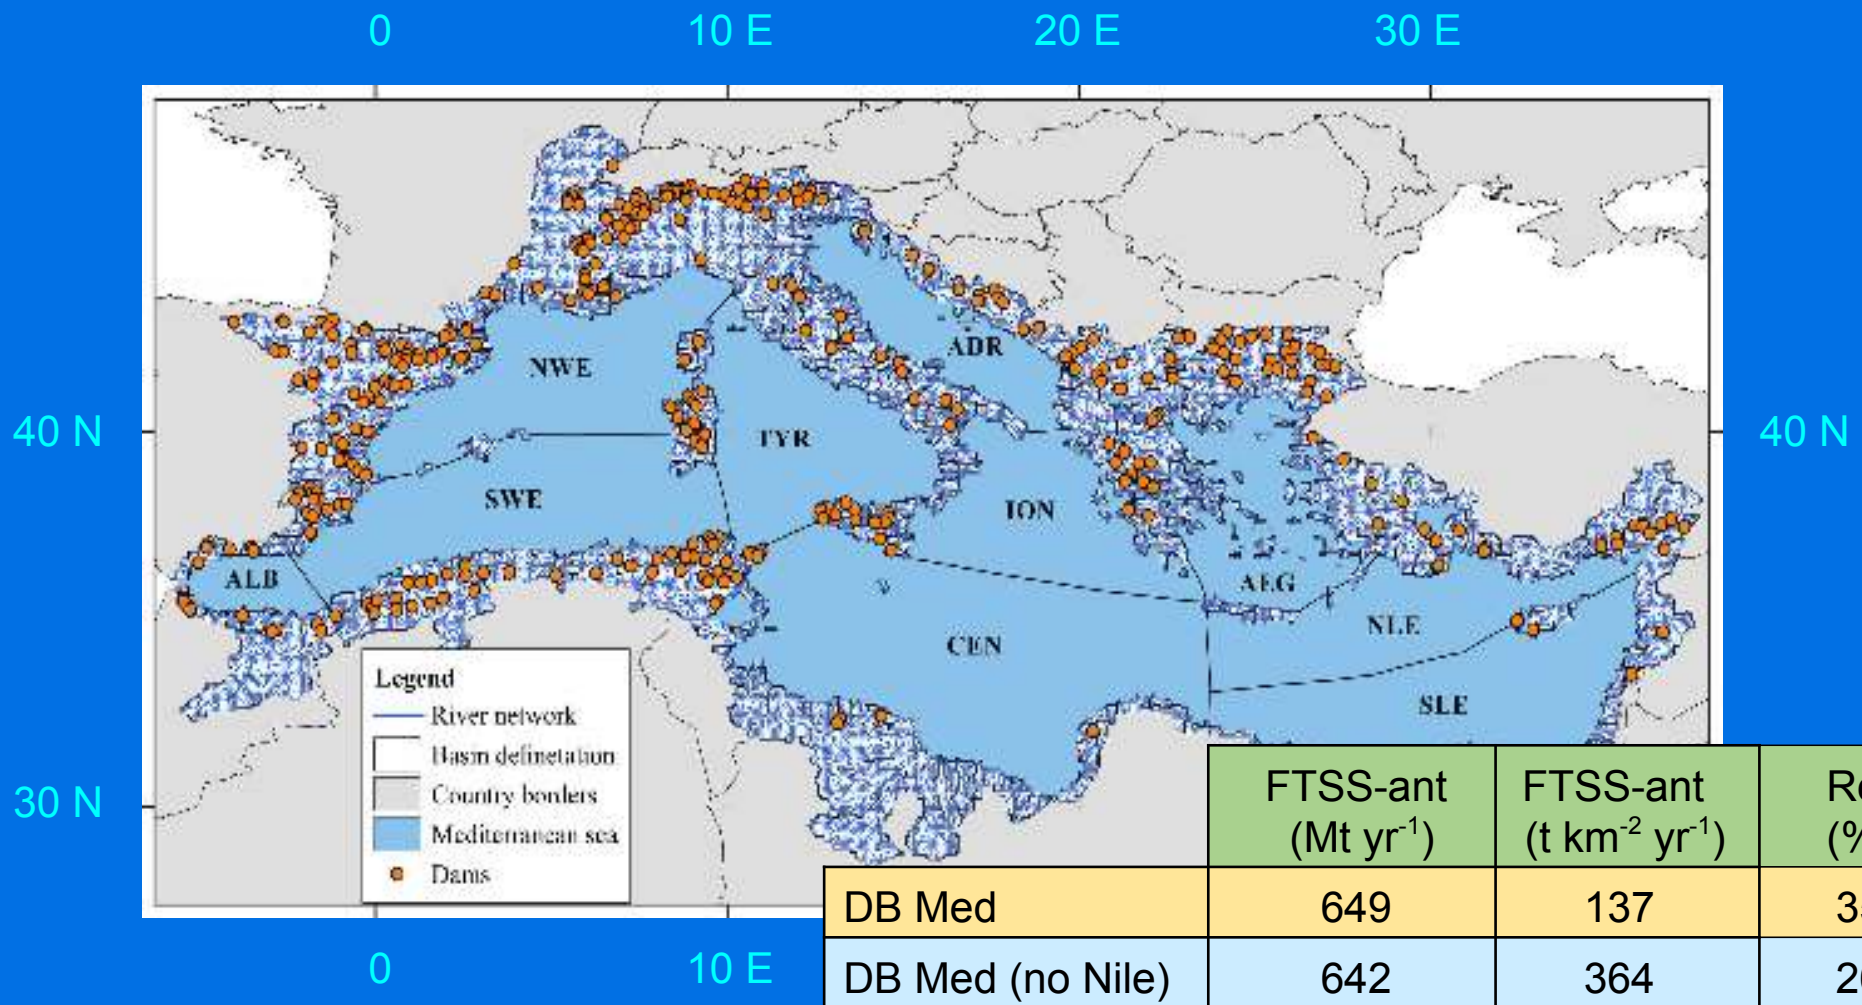 0 10 E 20 E 30 E
NWE
ADR
40 N
TYR
40 N
SWE
ION
ALB
AEG
NLE
CEN
SLE
Legend
River network
Basin delinetation
Country borders
Mediterranean sea
Dams
30 N
0 10 E
FTSS-ant
(Mt yr-1)
FTSS-ant
(t km-2 yr-1)
DB Med 649 137
DB Med (no Nile) 642 364